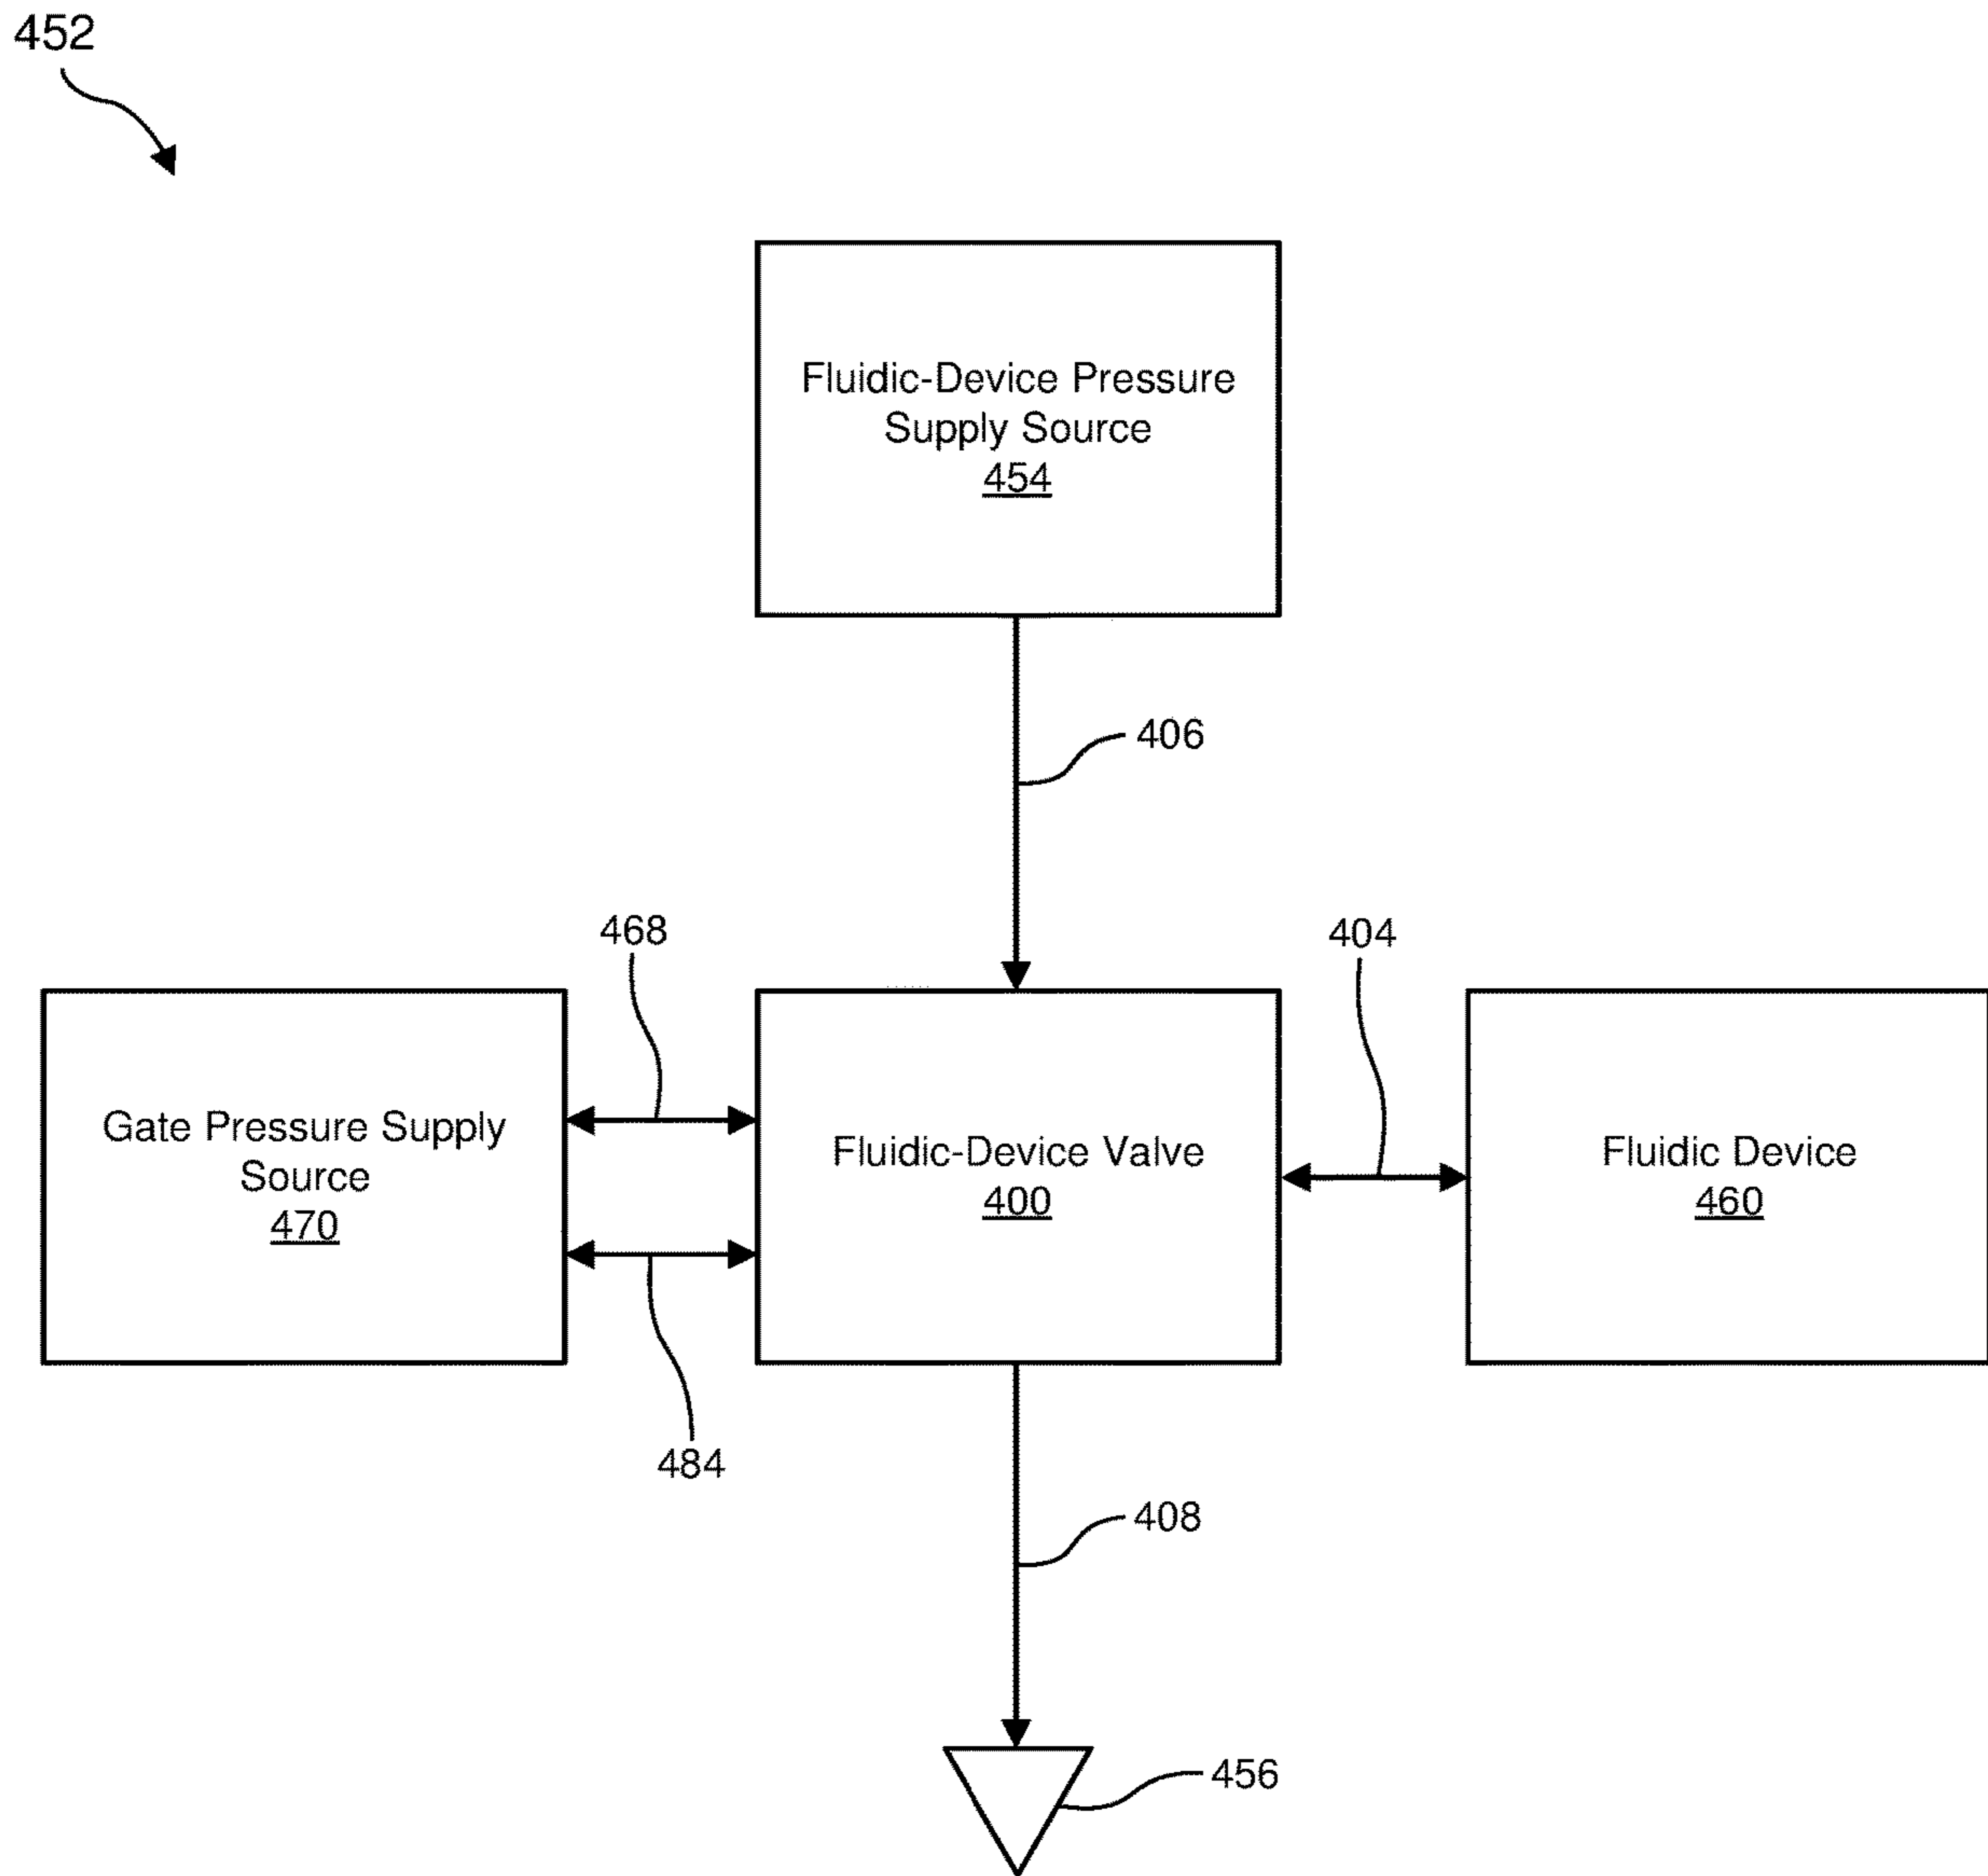 452
Fluidic-Device Pressure
Supply Source
454
406
468
404
Gate Pressure Supply
Source
470
Fluidic-Device Valve
400
Fluidic Device
460
484
408
456